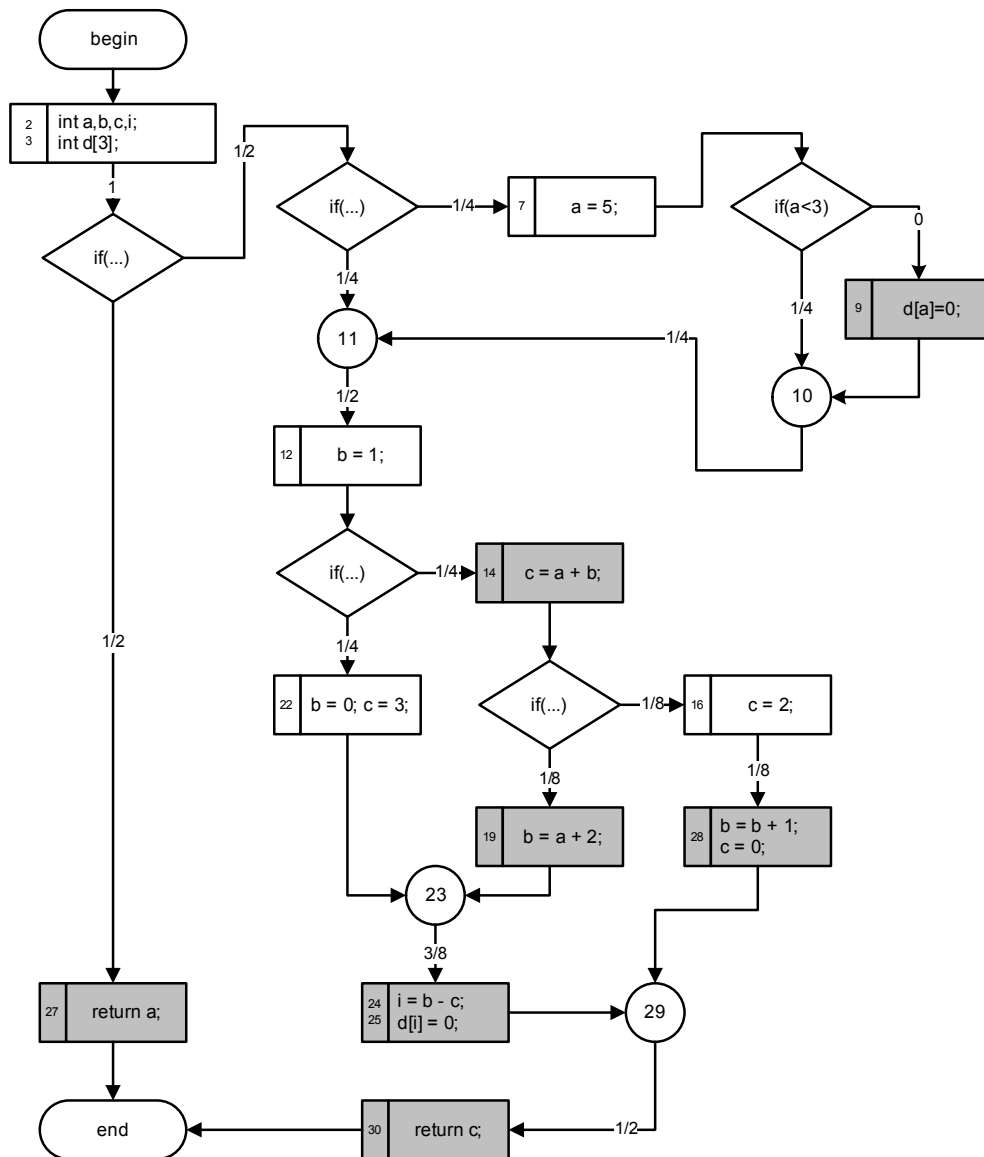 begin
2 int a,b,c,i;
3 int d[3];
1
1/2
if(...)
if(...)
1/4
7 a = 5;
if(a<3)
0
1/4
1/4
9 d[a]=0;
11
1/4
10
1/2
12 b = 1;
if(...)
1/4
14 c = a + b;
1/2
1/4
22 b = 0; c = 3;
if(...)
1/8
16 c = 2;
1/8
1/8
19 b = a + 2;
28 b = b + 1;
c = 0;
23
3/8
27 return a;
24 i = b - c;
25 d[i] = 0;
29
end
30 return c;
1/2